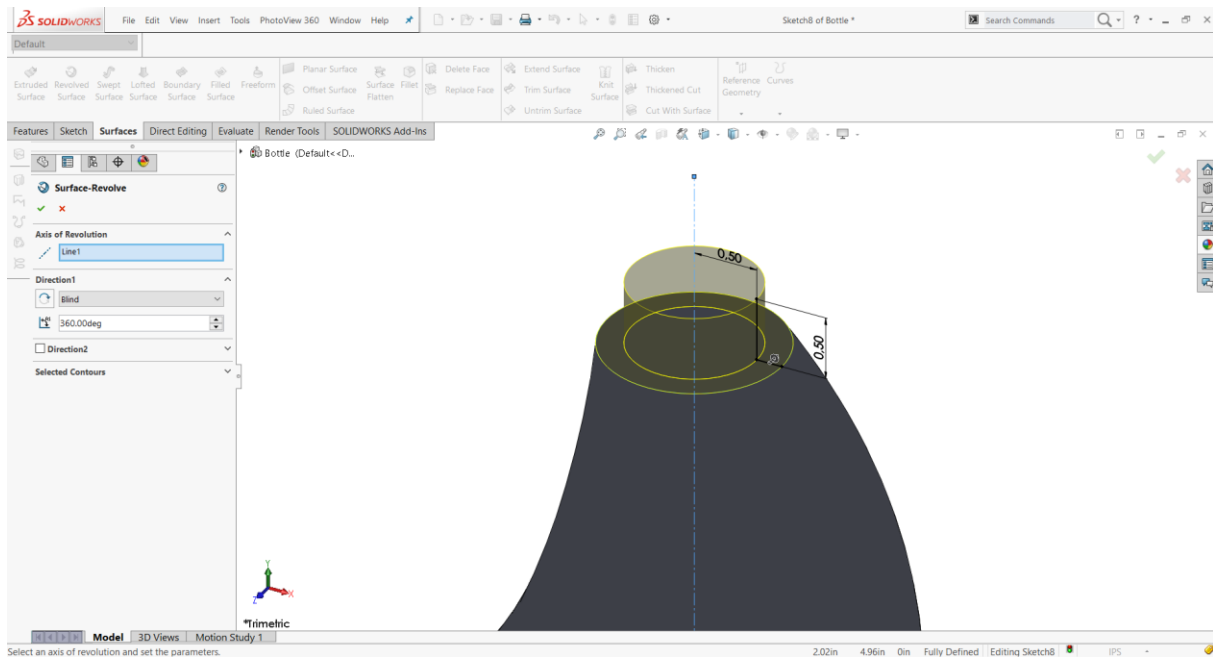 SOLIDWORKS File Edit View Insert Tools PhotoView 360 Window Help Sketch8 of Bottle * Search Commands ?
Default
Extruded Surface
Revolved Surface
Swept Surface
Lofted Surface
Boundary Surface
Filled Surface
Freeform
Planar Surface
Offset Surface
Ruled Surface
Surface Flatten
Fillet
Delete Face
Replace Face
Extend Surface
Trim Surface
Untrim Surface
Knit Surface
Thicken
Thickened Cut
Cut With Surface
Reference Geometry
Curves
Features Sketch Surfaces Direct Editing Evaluate Render Tools SOLIDWORKS Add-Ins
Bottle (Default<<D...
Surface-Revolve
Axis of Revolution
Line1
Direction1
Blind
360.00deg
Direction2
Selected Contours
0.50
0.50
Y
X
Z
*Trimetric
Model 3D Views Motion Study 1
Select an axis of revolution and set the parameters. 2.02in 4.96in 0in Fully Defined Editing Sketch8 IPS -